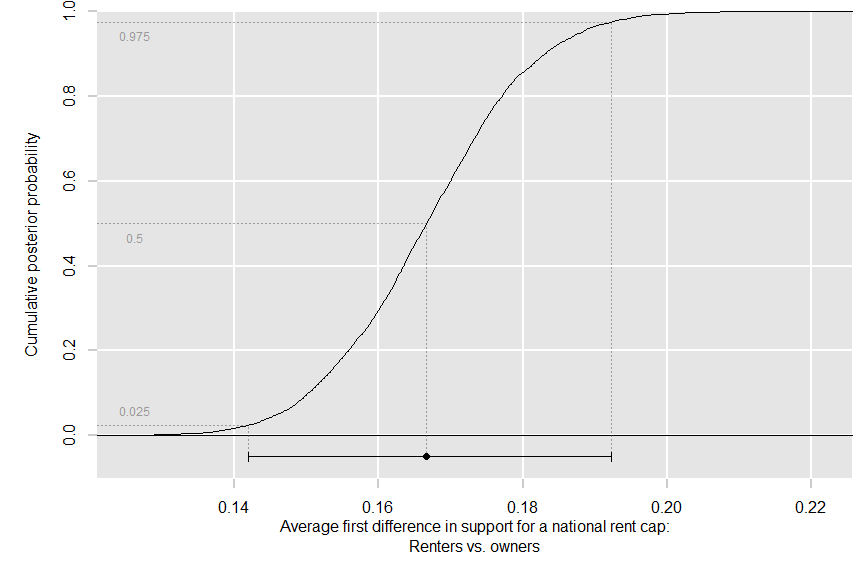 1.0
0.975
0.8
0.6
0.5
0.4
0.2
0.025
0.0
Cumulative posterior probability
0.14 0.16 0.18 0.20 0.22
Average first difference in support for a national rent cap:
Renters vs. owners